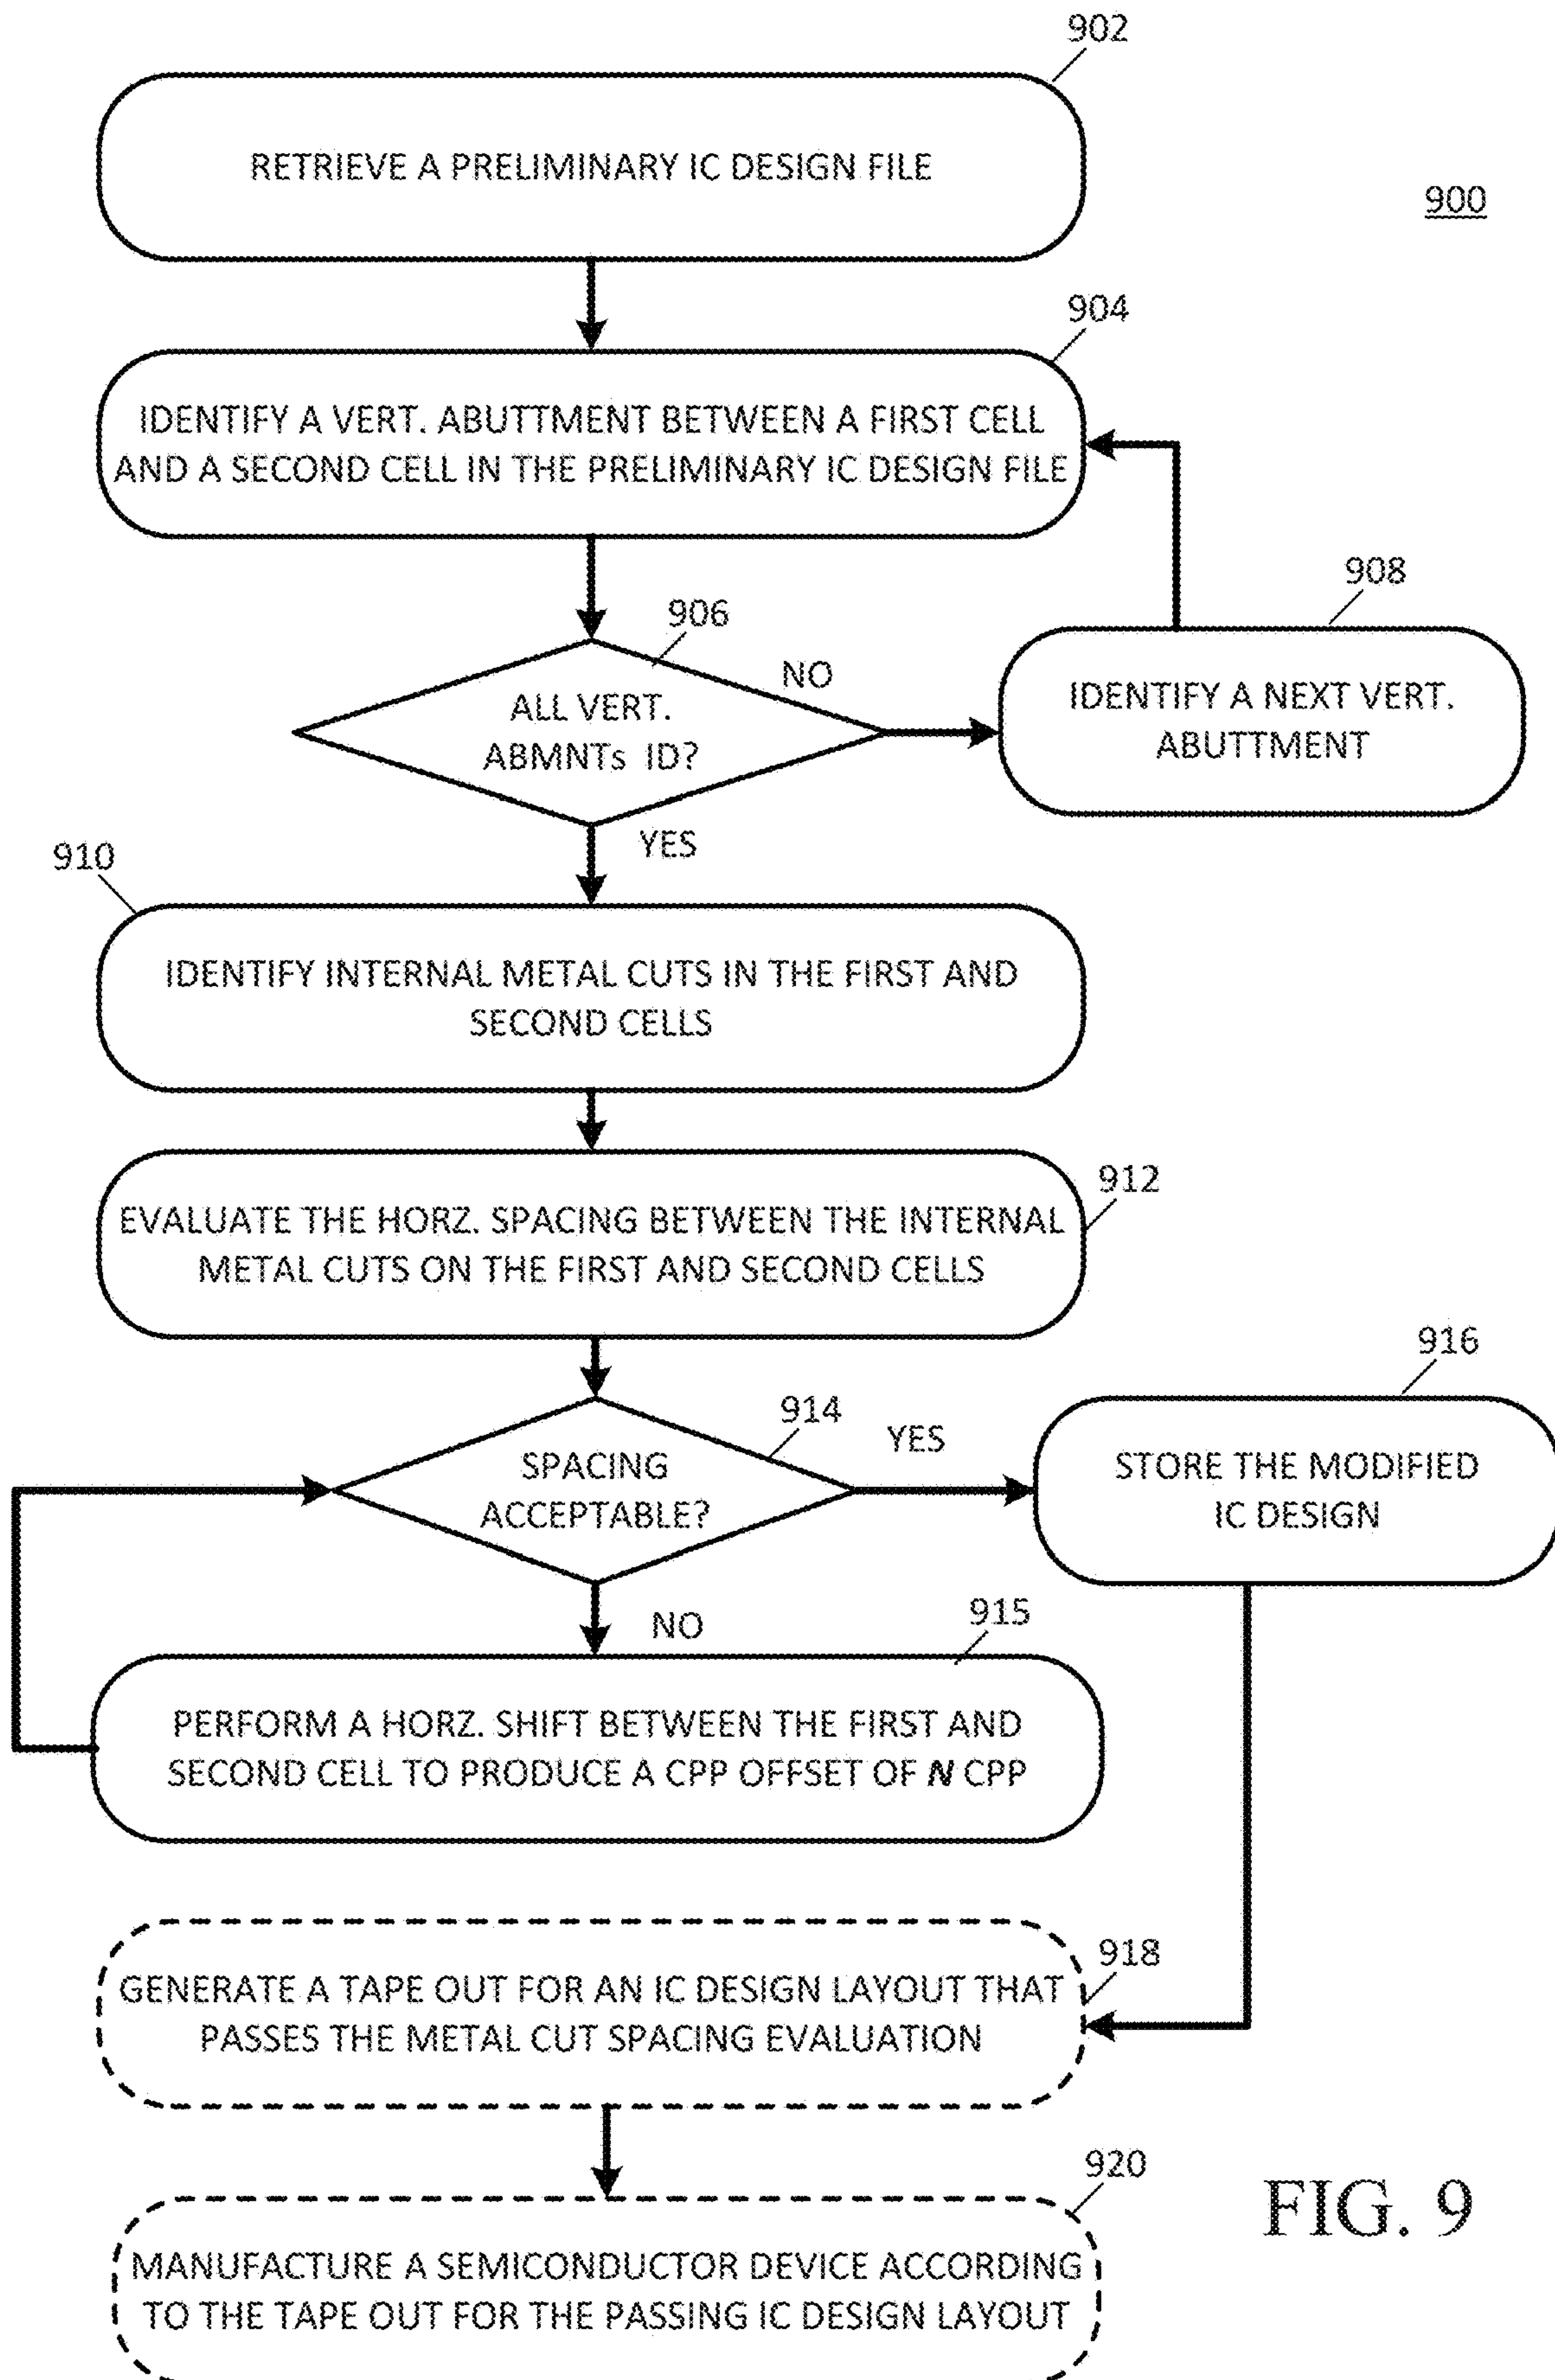 902
RETRIEVE A PRELIMINARY IC DESIGN FILE
900
904
IDENTIFY A VERT. ABUTTMENT BETWEEN A FIRST CELL
AND A SECOND CELL IN THE PRELIMINARY IC DESIGN FILE
908
906
NO
ALL VERT.
ABMNTs ID?
IDENTIFY A NEXT VERT.
ABUTTMENT
YES
910
IDENTIFY INTERNAL METAL CUTS IN THE FIRST AND
SECOND CELLS
912
EVALUATE THE HORZ. SPACING BETWEEN THE INTERNAL
METAL CUTS ON THE FIRST AND SECOND CELLS
916
914
YES
SPACING
ACCEPTABLE?
STORE THE MODIFIED
IC DESIGN
NO
915
PERFORM A HORZ. SHIFT BETWEEN THE FIRST AND
SECOND CELL TO PRODUCE A CPP OFFSET OF N CPP
918
GENERATE A TAPE OUT FOR AN IC DESIGN LAYOUT THAT
PASSES THE METAL CUT SPACING EVALUATION
920
MANUFACTURE A SEMICONDUCTOR DEVICE ACCORDING
TO THE TAPE OUT FOR THE PASSING IC DESIGN LAYOUT
FIG. 9